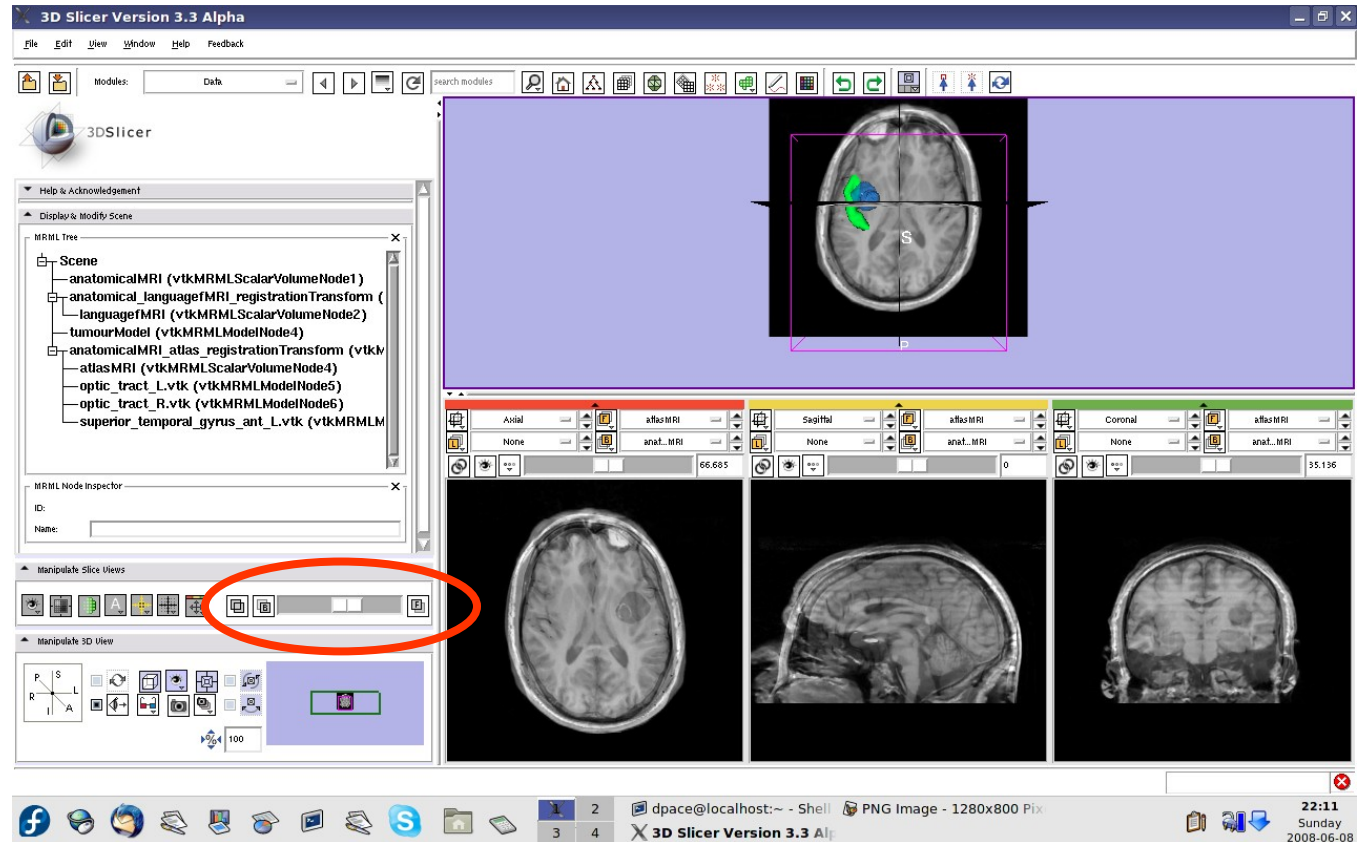 3D Slicer Version 3.3 Alpha
File Edit View Window Help Feedback
Modules: Data search modules
3DSlicer
Help & Acknowledgement
Display & Modify Scene
MRML Tree
Scene
anatomicalMRI (vtkMRMLScalarVolumeNode1)
anatomical_languagefMRI_registrationTransform (
languagefMRI (vtkMRMLScalarVolumeNode2)
tumourModel (vtkMRMLModelNode4)
anatomicalMRI_atlas_registrationTransform (vtkM
atlasMRI (vtkMRMLScalarVolumeNode4)
optic_tract_L.vtk (vtkMRMLModelNode5)
optic_tract_R.vtk (vtkMRMLModelNode6)
superior_temporal_gyrus_ant_L.vtk (vtkMRMLM
MRML Node Inspector
ID:
Name:
Manipulate Slice Views
A B F
Manipulate 3D View
P S
R L
I A
% 100
S
P
Axial F atlasMRI
L None B anat...MRI
66.685
Sagittal F atlasMRI
L None B anat...MRI
0
Coronal F atlasMRI
L None B anat...MRI
35.136
1 2
3 4
dpace@localhost:~ - Shell
PNG Image - 1280x800 Pix
3D Slicer Version 3.3 Alp
22:11
Sunday
2008-06-08